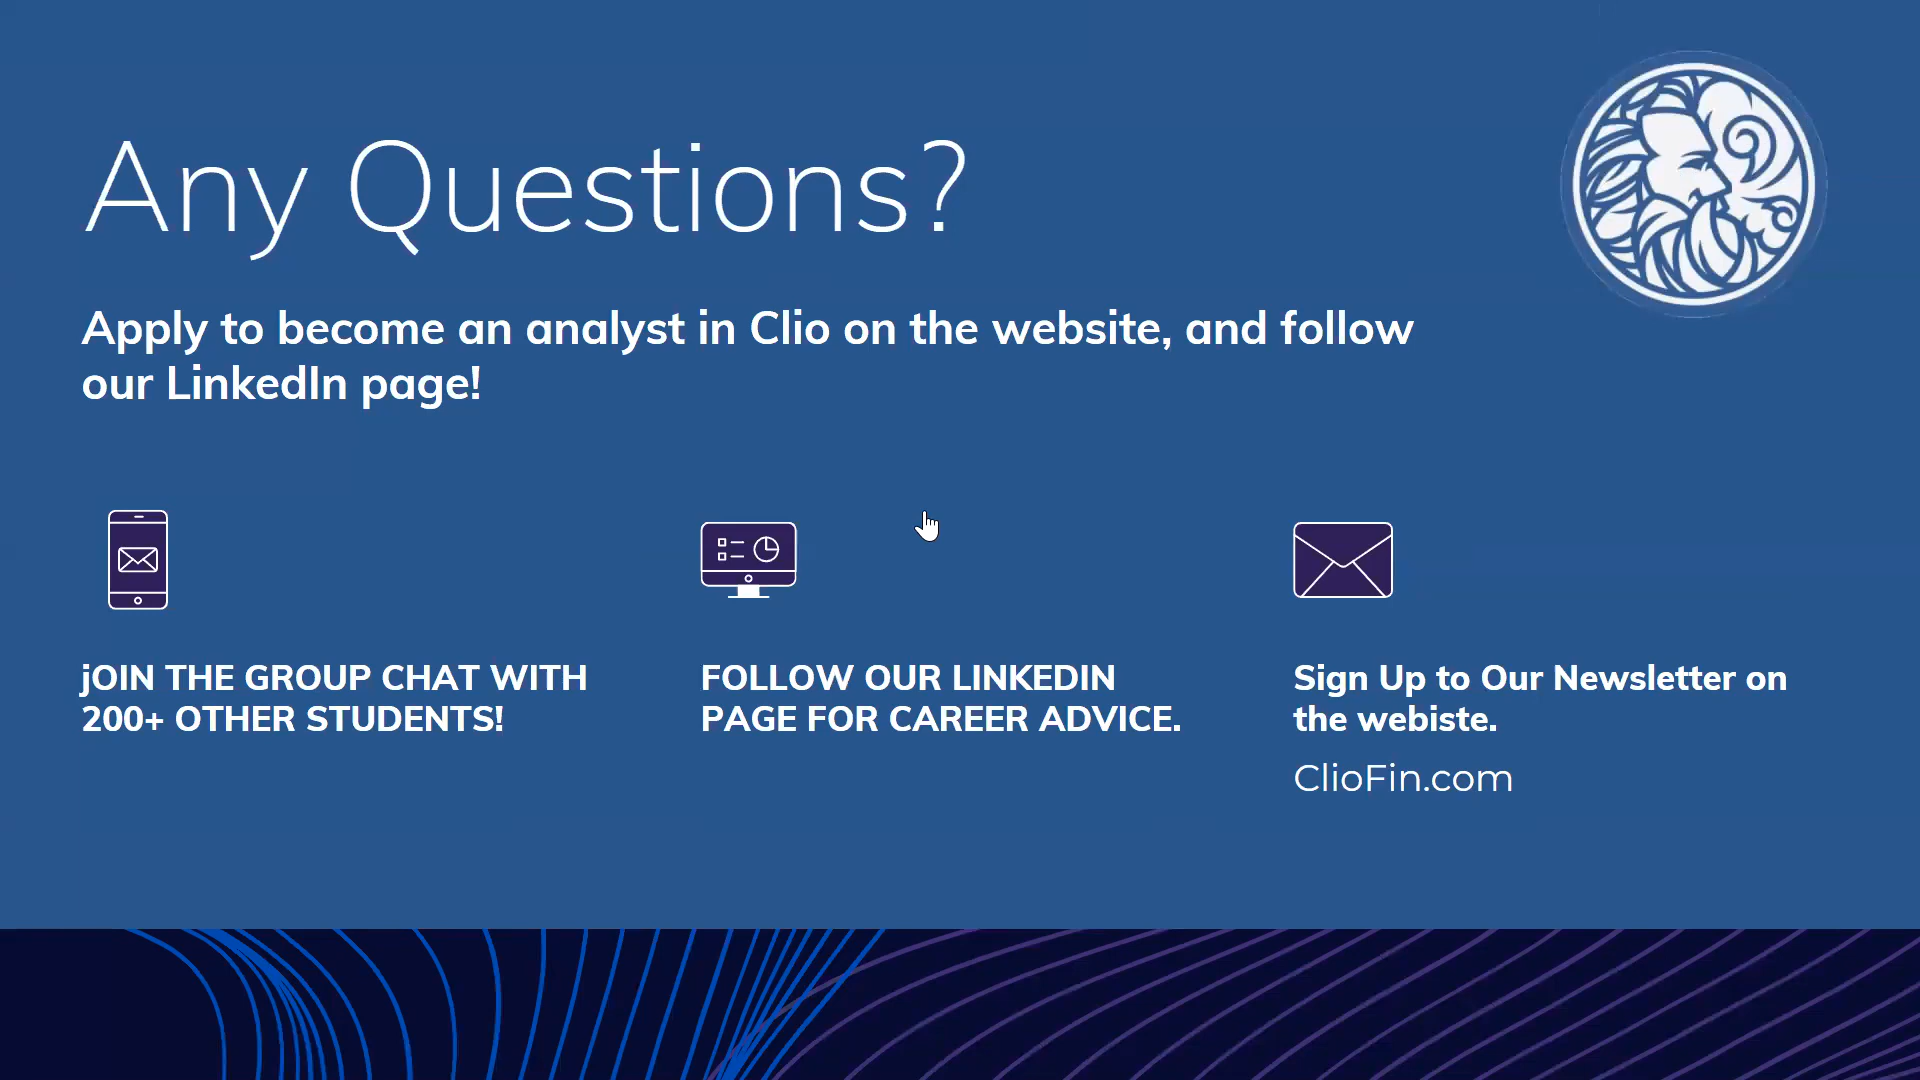 Any Questions?
Apply to become an analyst in Clio on the website, and follow
our LinkedIn page!
jOIN THE GROUP CHAT WITH
200+ OTHER STUDENTS!
FOLLOW OUR LINKEDIN
PAGE FOR CAREER ADVICE.
Sign Up to Our Newsletter on
the webiste.
ClioFin.com